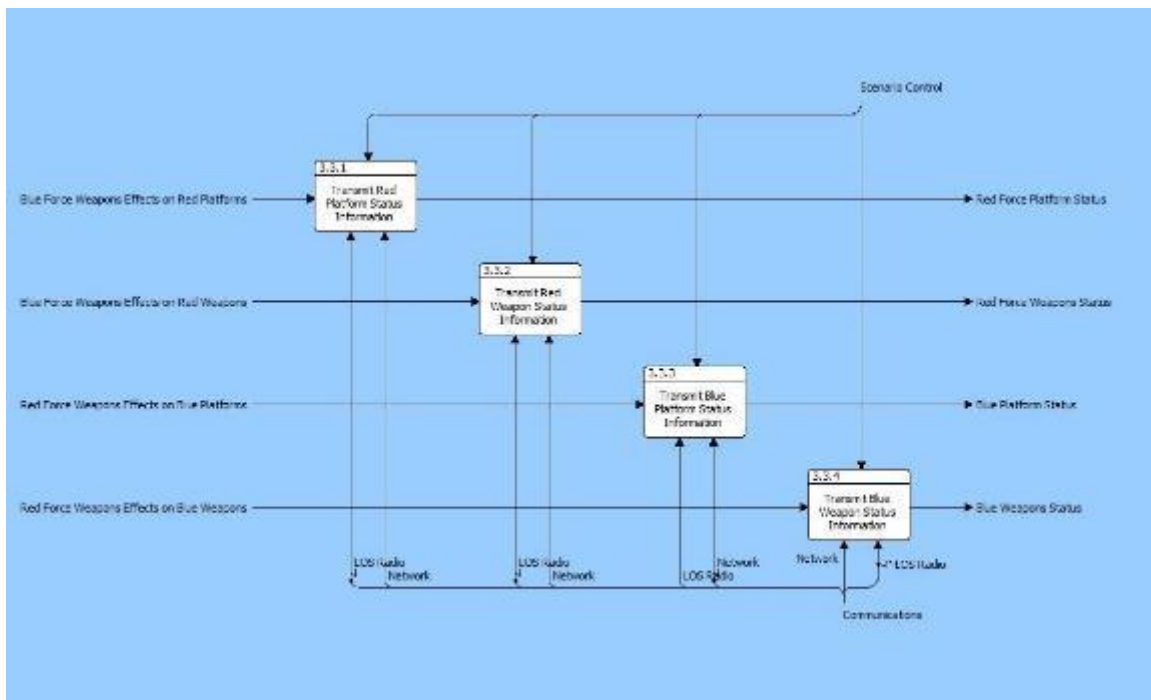 Scenario Control
3.3.1
Transmit Red
Platform Status
Information
Blue Force Weapons Effects on Red Platforms
Red Force Platform Status
3.3.2
Transmit Red
Weapon Status
Information
Blue Force Weapons Effects on Red Weapons
Red Force Weapons Status
3.3.3
Transmit Blue
Platform Status
Information
Red Force Weapons Effects on Blue Platforms
Blue Platform Status
3.3.4
Transmit Blue
Weapon Status
Information
Red Force Weapons Effects on Blue Weapons
Blue Weapons Status
LOS Radio
Network
LOS Radio
Network
LOS Radio
Network
Network
LOS Radio
Communications